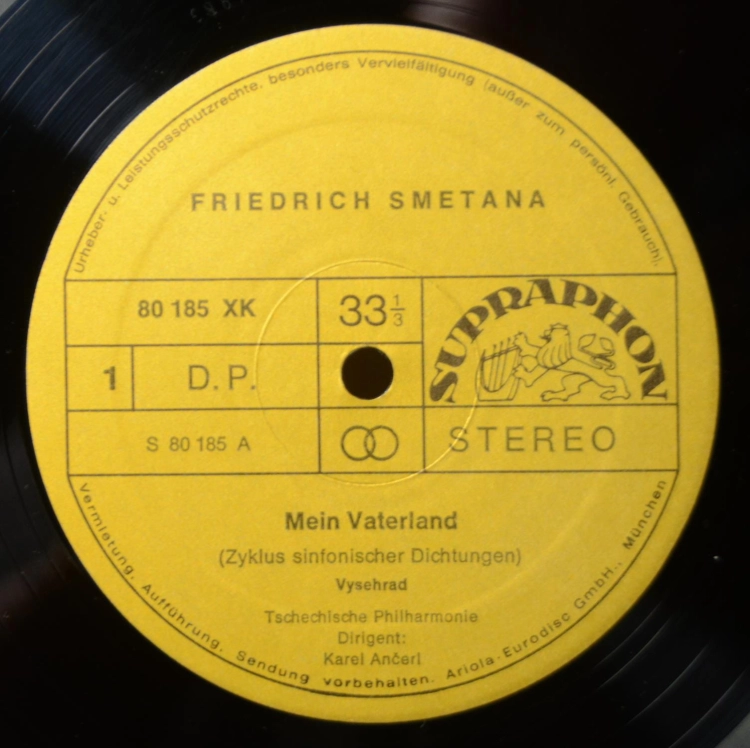 Urheber- u. Leistungsschutzrechte, besonders Vervielfältigung (außer zum persönl. Gebrauch),
FRIEDRICH SMETANA
80 185 XK
33 1/3
SUPRAPHON
1
D.P.
S 80 185 A
STEREO
Mein Vaterland
(Zyklus sinfonischer Dichtungen)
Vysehrad
Tschechische Philharmonie
Dirigent:
Karel Ančerl
Vermietung, Aufführung, Sendung vorbehalten. Ariola-Eurodisc GmbH., München